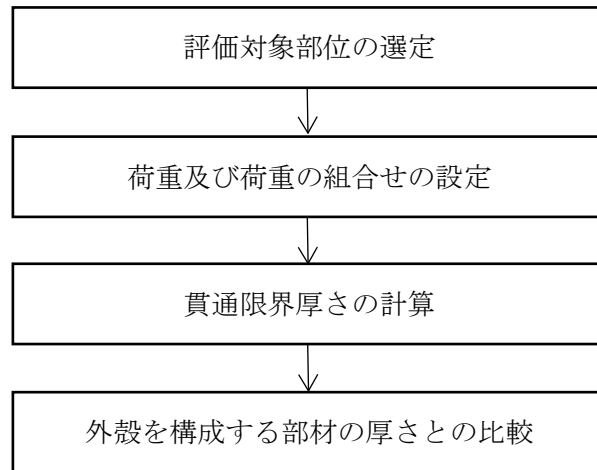 評価対象部位の選定
荷重及び荷重の組合せの設定
貫通限界厚さの計算
外殻を構成する部材の厚さとの比較